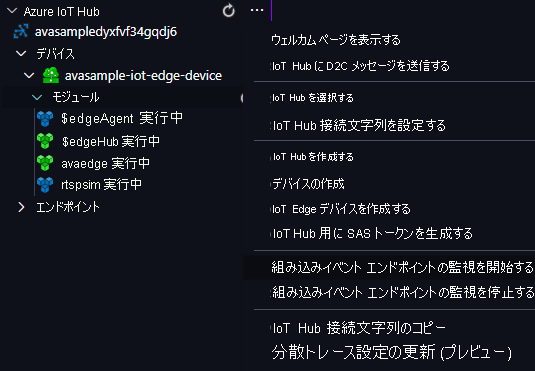 Azure IoT Hub
avasampledyxfvf34gqdj6
デバイス
avasample-iot-edge-device
モジュール
$edgeAgent 実行中
$edgeHub 実行中
avaedge 実行中
rtspsim 実行中
エンドポイント
ウェルカム ページを表示する
IoT Hub に D2C メッセージを送信する
IoT Hub を選択する
IoT Hub 接続文字列を設定する
IoT Hub を作成する
デバイスの作成
IoT Edge デバイスを作成する
IoT Hub 用に SAS トークンを生成する
組み込みイベント エンドポイントの監視を開始する
組み込みイベント エンドポイントの監視を停止する
IoT Hub 接続文字列のコピー
分散トレース設定の更新 (プレビュー)